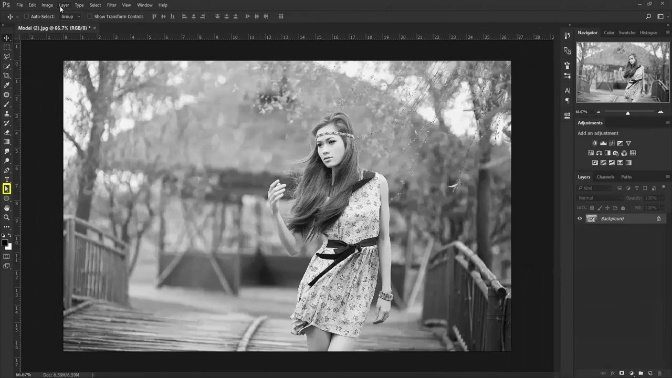 Ps File Edit Image Layer Type Select Filter View Window Help
Auto-Select: Group Show Transform Controls
Model (2).jpg @ 66.7% (RGB/8) *
Navigator Color Swatches Histogram
66.67%
Adjustments
Add an adjustment
Layers Channels Paths
Kind
Normal Opacity: 100%
Lock: Fill: 100%
Background
66.67% Doc: 6.59M/6.59M